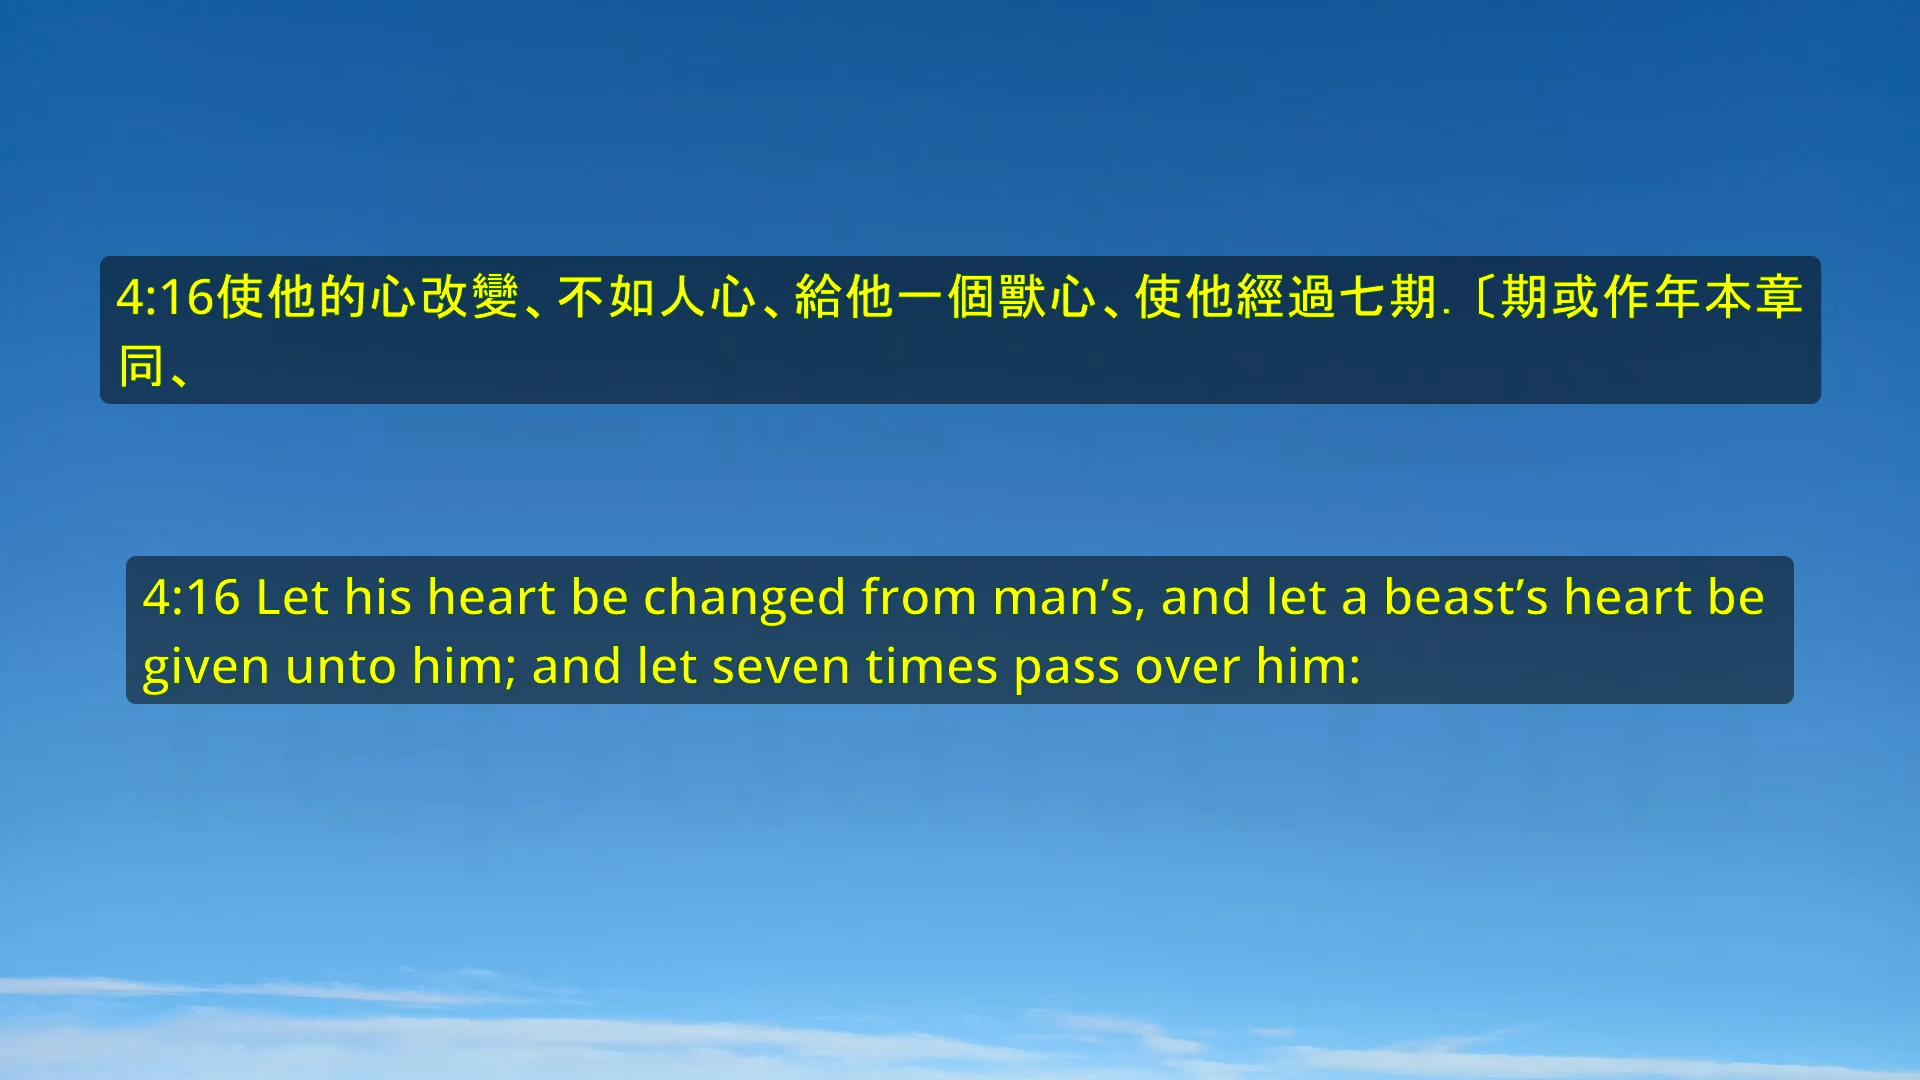 4:16使他的心改變、不如人心、給他一個獸心、使他經過七期.〔期或作年本章
同、
4:16 Let his heart be changed from man’s, and let a beast’s heart be
given unto him; and let seven times pass over him: